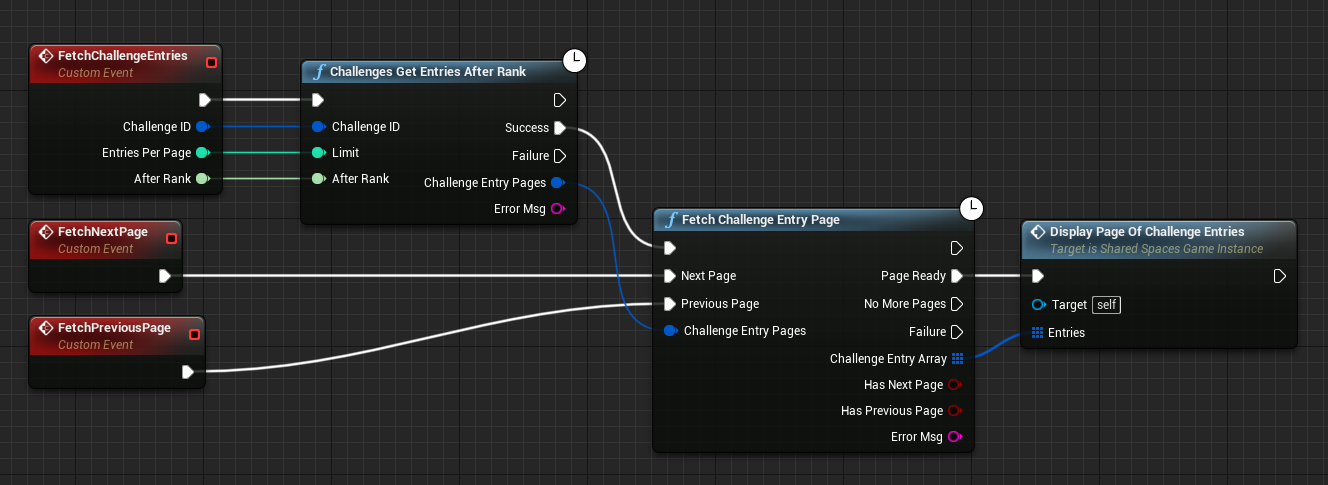 FetchChallengeEntries
Custom Event
Challenge ID
Entries Per Page
After Rank
f Challenges Get Entries After Rank
Challenge ID
Success
Limit
Failure
After Rank
Challenge Entry Pages
Error Msg
FetchNextPage
Custom Event
FetchPreviousPage
Custom Event
f Fetch Challenge Entry Page
Next Page
Page Ready
Previous Page
No More Pages
Challenge Entry Pages
Failure
Challenge Entry Array
Has Next Page
Has Previous Page
Error Msg
Display Page Of Challenge Entries
Target is Shared Spaces Game Instance
Target self
Entries